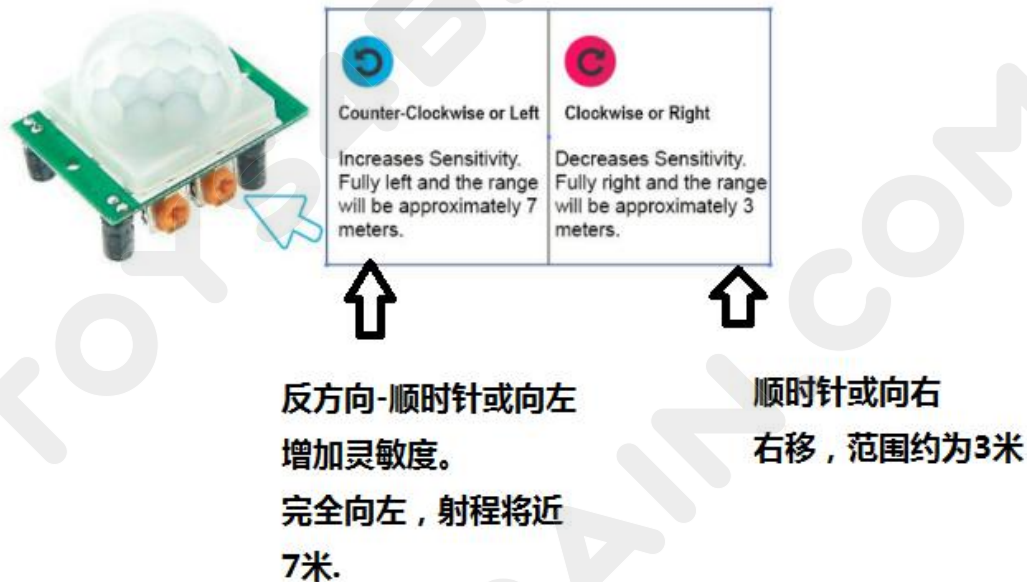 Counter-Clockwise or Left
Increases Sensitivity.
Fully left and the range
will be approximately 7
meters.
Clockwise or Right
Decreases Sensitivity.
Fully right and the range
will be approximately 3
meters.
反方向-顺时针或向左
增加灵敏度。
完全向左，射程将近
7米.
顺时针或向右
右移，范围约为3米